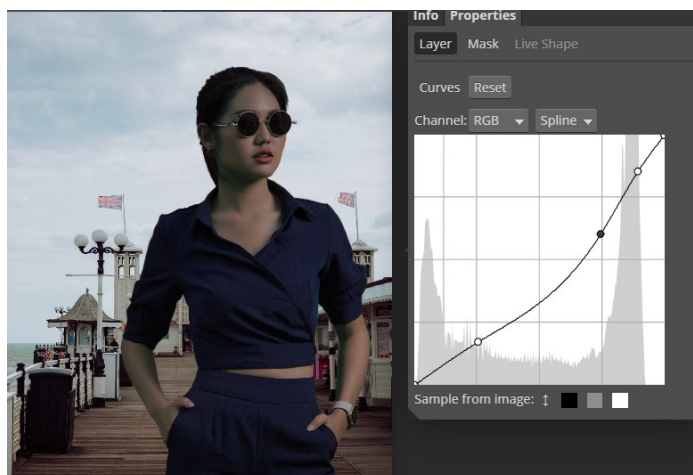 Info Properties
Layer Mask Live Shape
Curves Reset
Channel: RGB Spline
Sample from image: